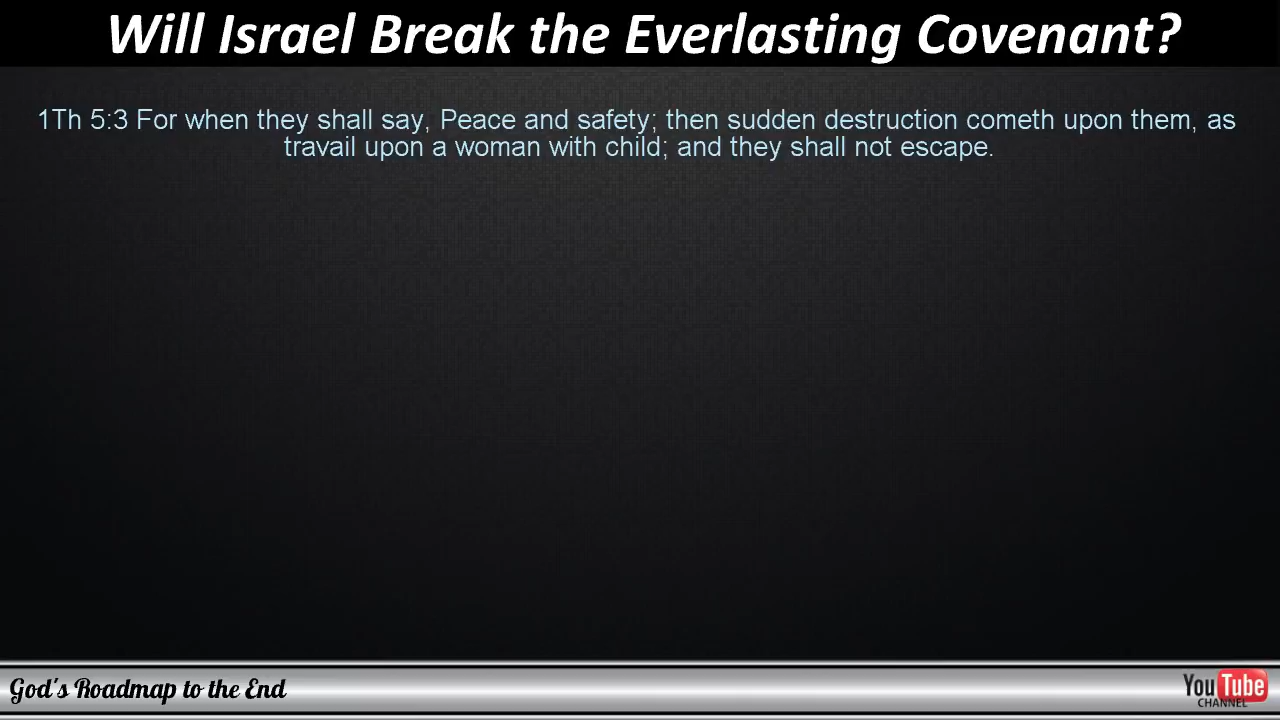 Will Israel Break the Everlasting Covenant?
1Th 5:3 For when they shall say, Peace and safety; then sudden destruction cometh upon them, as
travail upon a woman with child; and they shall not escape.
God's Roadmap to the End
YouTube
CHANNEL